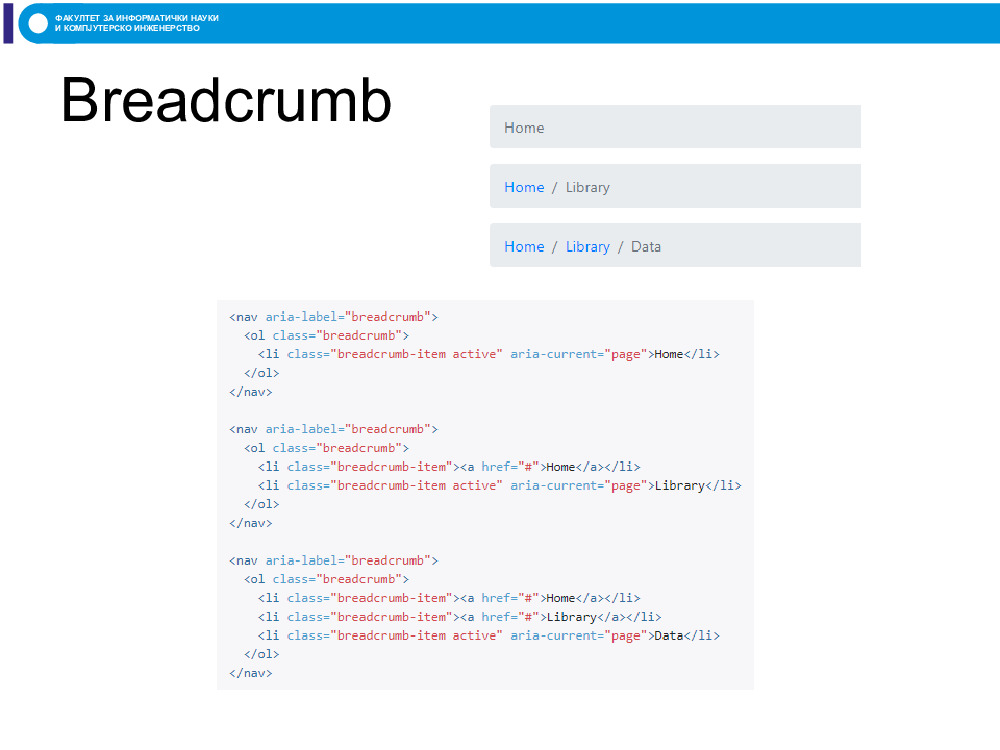 ФАКУЛТЕТ ЗА ИНФОРМАТИЧКИ НАУКИ
И КОМПЈУТЕРСКО ИНЖЕНЕРСТВО
Breadcrumb
Home
Home / Library
Home / Library / Data
<nav aria-label="breadcrumb">
  <ol class="breadcrumb">
    <li class="breadcrumb-item active" aria-current="page">Home</li>
  </ol>
</nav>

<nav aria-label="breadcrumb">
  <ol class="breadcrumb">
    <li class="breadcrumb-item"><a href="#">Home</a></li>
    <li class="breadcrumb-item active" aria-current="page">Library</li>
  </ol>
</nav>

<nav aria-label="breadcrumb">
  <ol class="breadcrumb">
    <li class="breadcrumb-item"><a href="#">Home</a></li>
    <li class="breadcrumb-item"><a href="#">Library</a></li>
    <li class="breadcrumb-item active" aria-current="page">Data</li>
  </ol>
</nav>